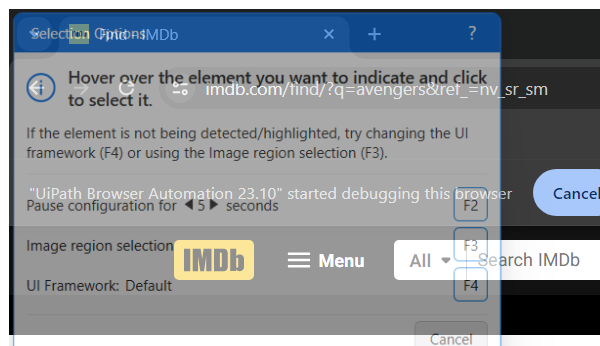 Selection Options
Find - IMDb
?
Hover over the element you want to indicate and click
to select it.
imdb.com/find/?q=avengers&ref_=nv_sr_sm
If the element is not being detected/highlighted, try changing the UI
framework (F4) or using the Image region selection (F3).
"UiPath Browser Automation 23.10" started debugging this browser
Cancel
Pause configuration for 5 seconds
F2
Image region selection
F3
IMDb
Menu
All
Search IMDb
UI Framework: Default
F4
Cancel